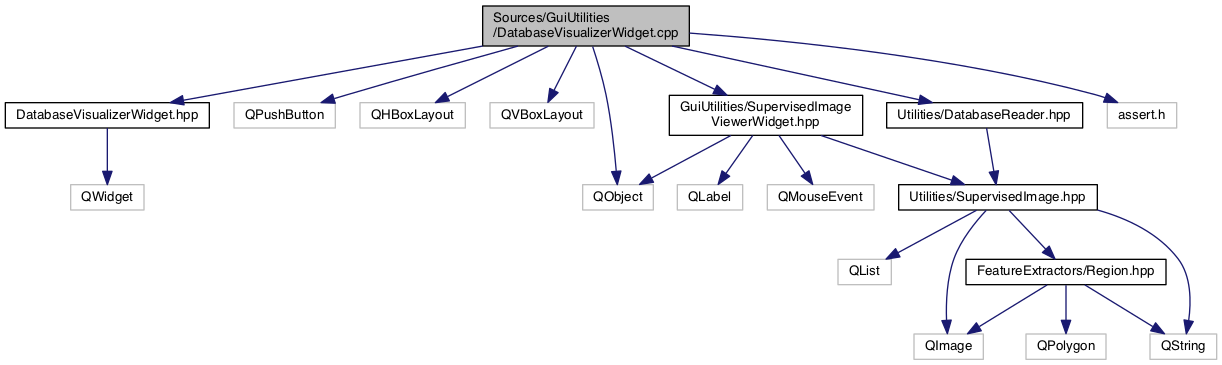 Sources/GuiUtilities
/DatabaseVisualizerWidget.cpp
DatabaseVisualizerWidget.hpp
QPushButton
QHBoxLayout
QVBoxLayout
GuiUtilities/SupervisedImage
ViewerWidget.hpp
Utilities/DatabaseReader.hpp
assert.h
QWidget
QObject
QLabel
QMouseEvent
Utilities/SupervisedImage.hpp
QList
FeatureExtractors/Region.hpp
QImage
QPolygon
QString